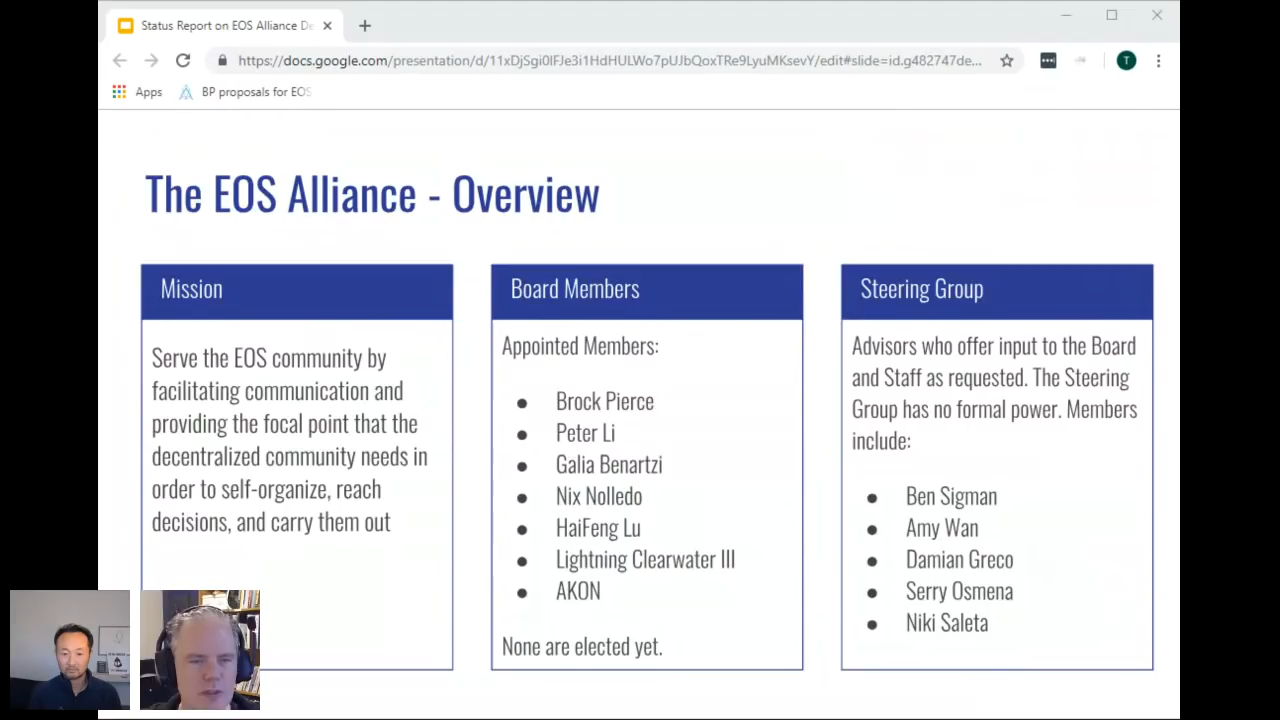 Status Report on EOS Alliance De
https://docs.google.com/presentation/d/11xDjSgi0IFJe3i1HdHULWo7pUJbQoxTRe9LyuMKsevY/edit#slide=id.g482747de...
T
Apps
BP proposals for EOS
The EOS Alliance - Overview
Mission
Serve the EOS community by
facilitating communication and
providing the focal point that the
decentralized community needs in
order to self-organize, reach
decisions, and carry them out
Board Members
Appointed Members:
● Brock Pierce
● Peter Li
● Galia Benartzi
● Nix Nolledo
● HaiFeng Lu
● Lightning Clearwater III
● AKON
None are elected yet.
Steering Group
Advisors who offer input to the Board
and Staff as requested. The Steering
Group has no formal power. Members
include:
● Ben Sigman
● Amy Wan
● Damian Greco
● Serry Osmena
● Niki Saleta